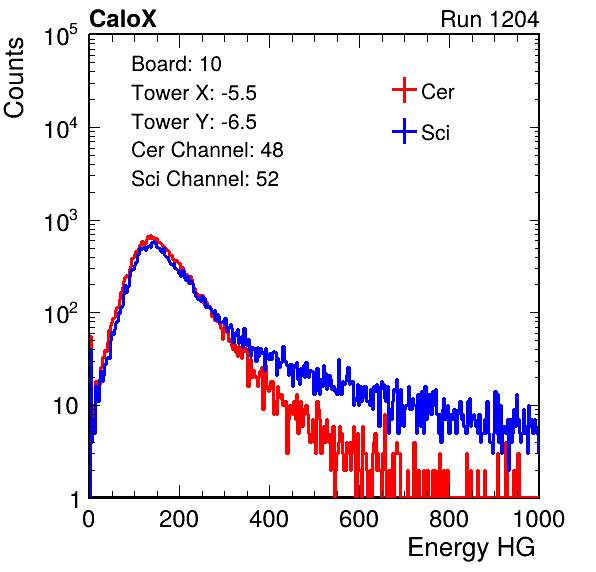 CaloX Run 1204
10^5
Counts
Board: 10
Tower X: -5.5
Tower Y: -6.5
Cer Channel: 48
Sci Channel: 52
Cer
Sci
10^4
10^3
10^2
10
1
0 200 400 600 800 1000
Energy HG